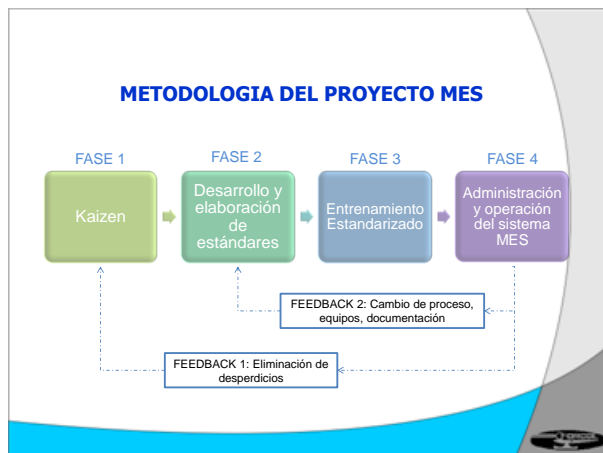 METODOLOGIA DEL PROYECTO MES
FASE 1
FASE 2
FASE 3
FASE 4
Kaizen
Desarrollo y
elaboración
de
estándares
Entrenamiento
Estandarizado
Administración
y operación
del sistema
MES
FEEDBACK 2: Cambio de proceso,
equipos, documentación
FEEDBACK 1: Eliminación de
desperdicios